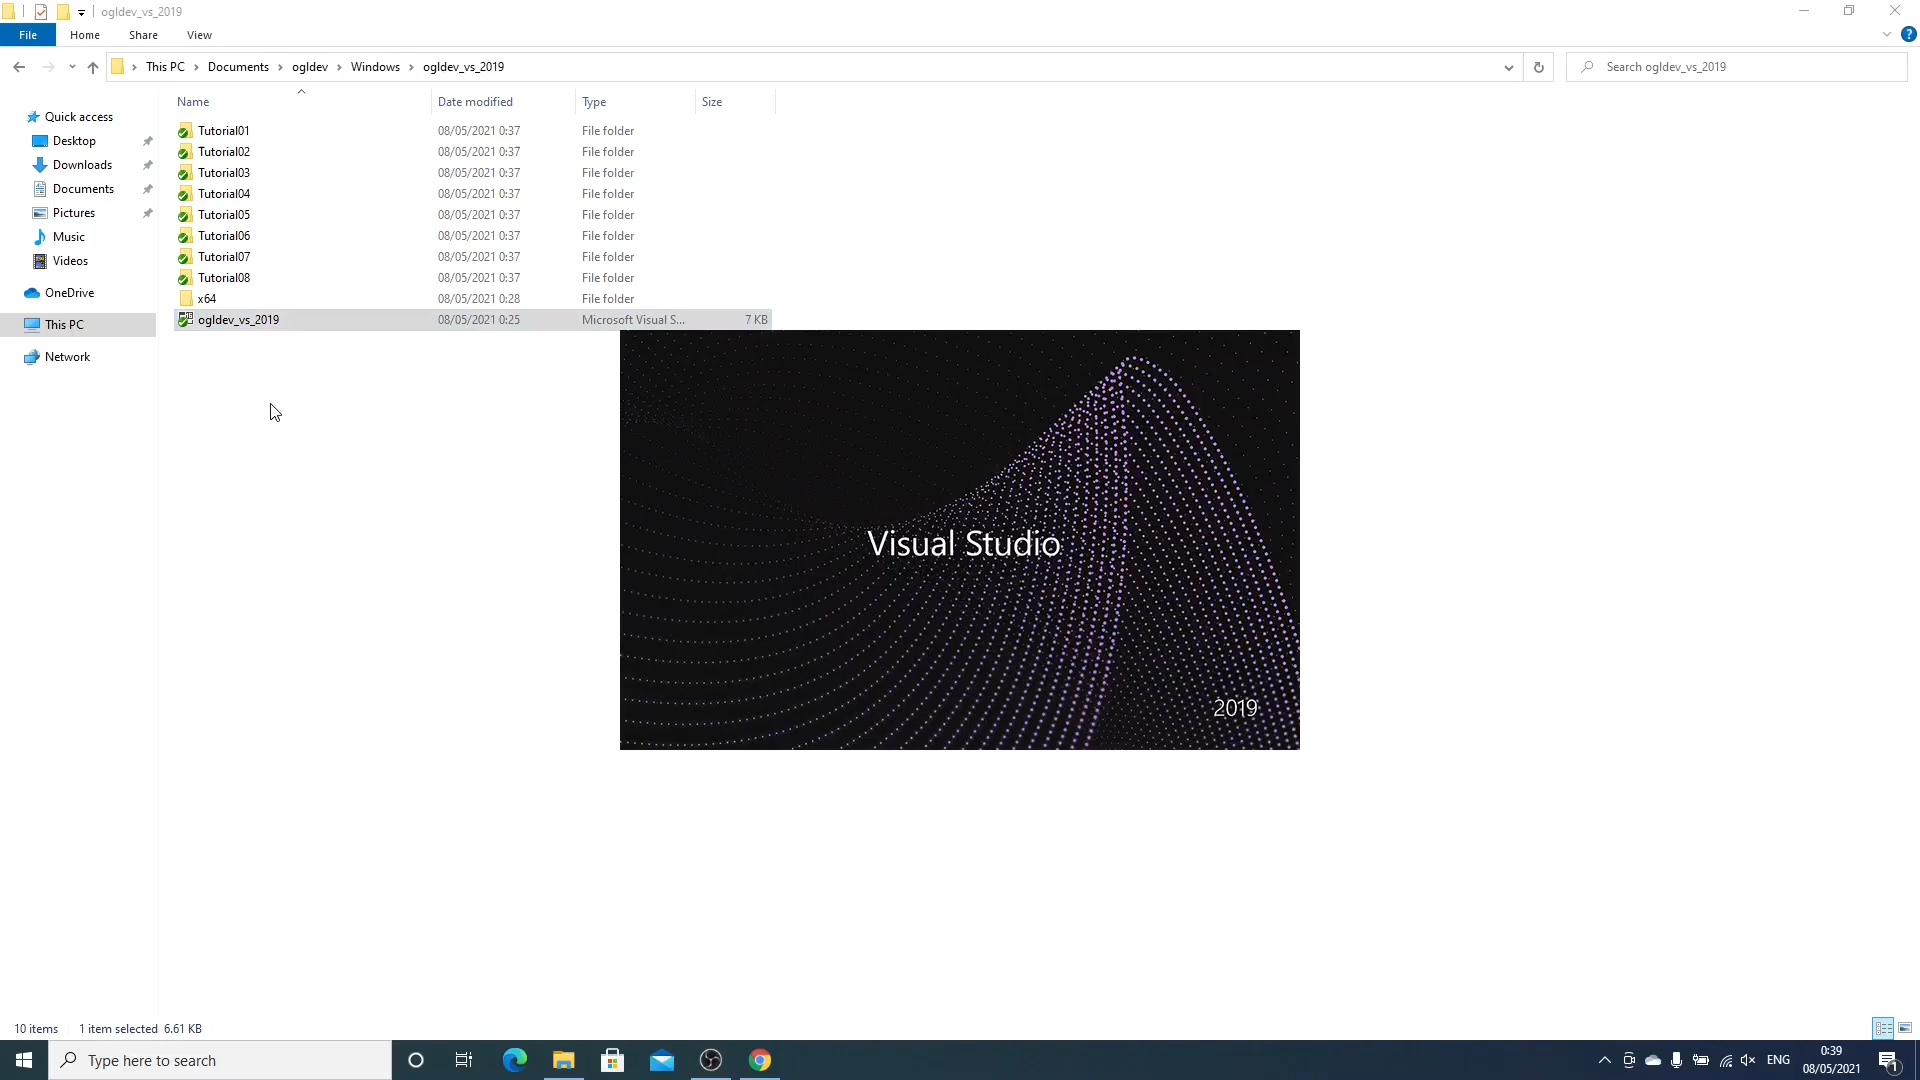 ogldev_vs_2019
File Home Share View
This PC Documents ogldev Windows ogldev_vs_2019 Search ogldev_vs_2019
Name Date modified Type Size
Quick access
Desktop
Downloads
Documents
Pictures
Music
Videos
OneDrive
This PC
Network
Tutorial01 08/05/2021 0:37 File folder
Tutorial02 08/05/2021 0:37 File folder
Tutorial03 08/05/2021 0:37 File folder
Tutorial04 08/05/2021 0:37 File folder
Tutorial05 08/05/2021 0:37 File folder
Tutorial06 08/05/2021 0:37 File folder
Tutorial07 08/05/2021 0:37 File folder
Tutorial08 08/05/2021 0:37 File folder
x64 08/05/2021 0:28 File folder
ogldev_vs_2019 08/05/2021 0:25 Microsoft Visual S... 7 KB
Visual Studio
2019
10 items 1 item selected 6.61 KB
Type here to search
ENG
0:39
08/05/2021
1